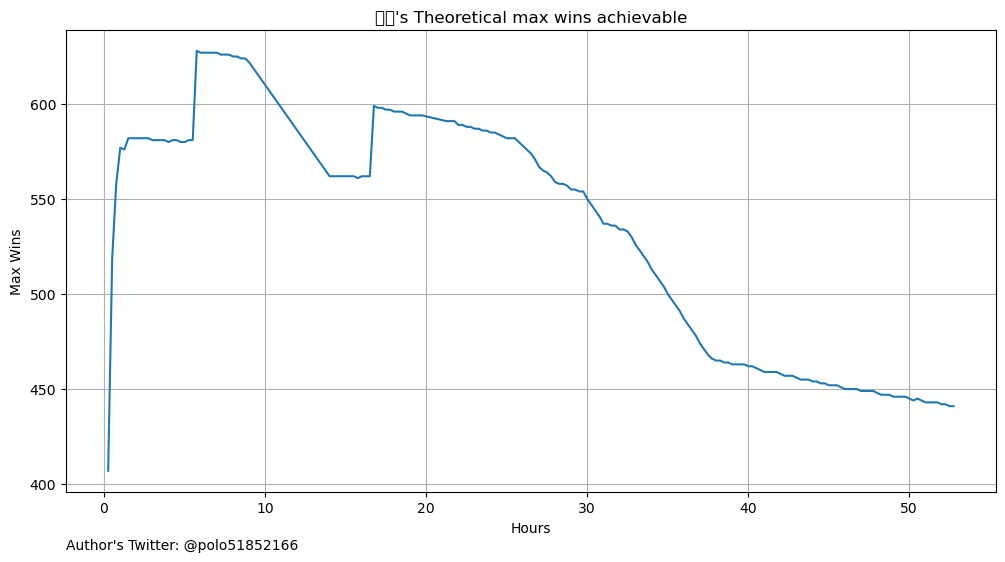 's Theoretical max wins achievable
Max Wins
600
550
500
450
400
0 10 20 30 40 50
Hours
Author's Twitter: @polo51852166